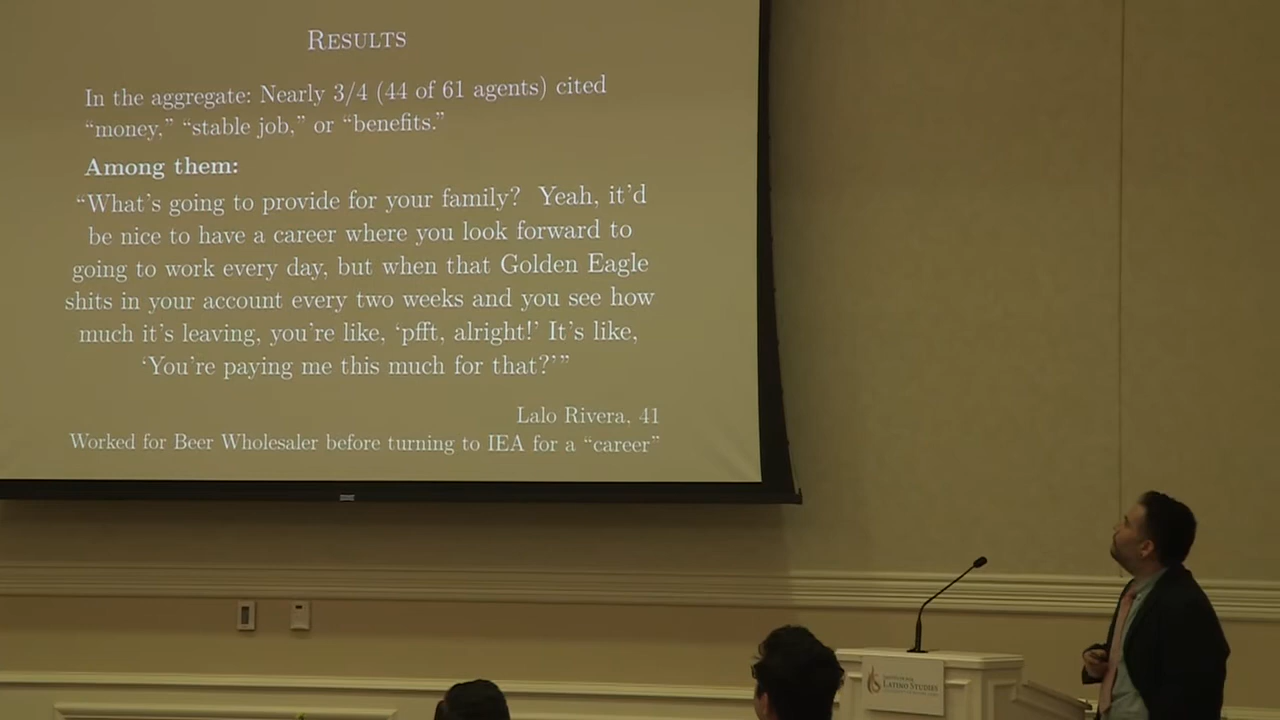 RESULTS
In the aggregate: Nearly 3/4 (44 of 61 agents) cited
“money,” “stable job,” or “benefits.”
Among them:
“What’s going to provide for your family? Yeah, it’d
be nice to have a career where you look forward to
going to work every day, but when that Golden Eagle
shits in your account every two weeks and you see how
much it’s leaving, you’re like, ‘pfft, alright!’ It’s like,
‘You’re paying me this much for that?’”
Lalo Rivera, 41
Worked for Beer Wholesaler before turning to IEA for a “career”
LATINO STUDIES